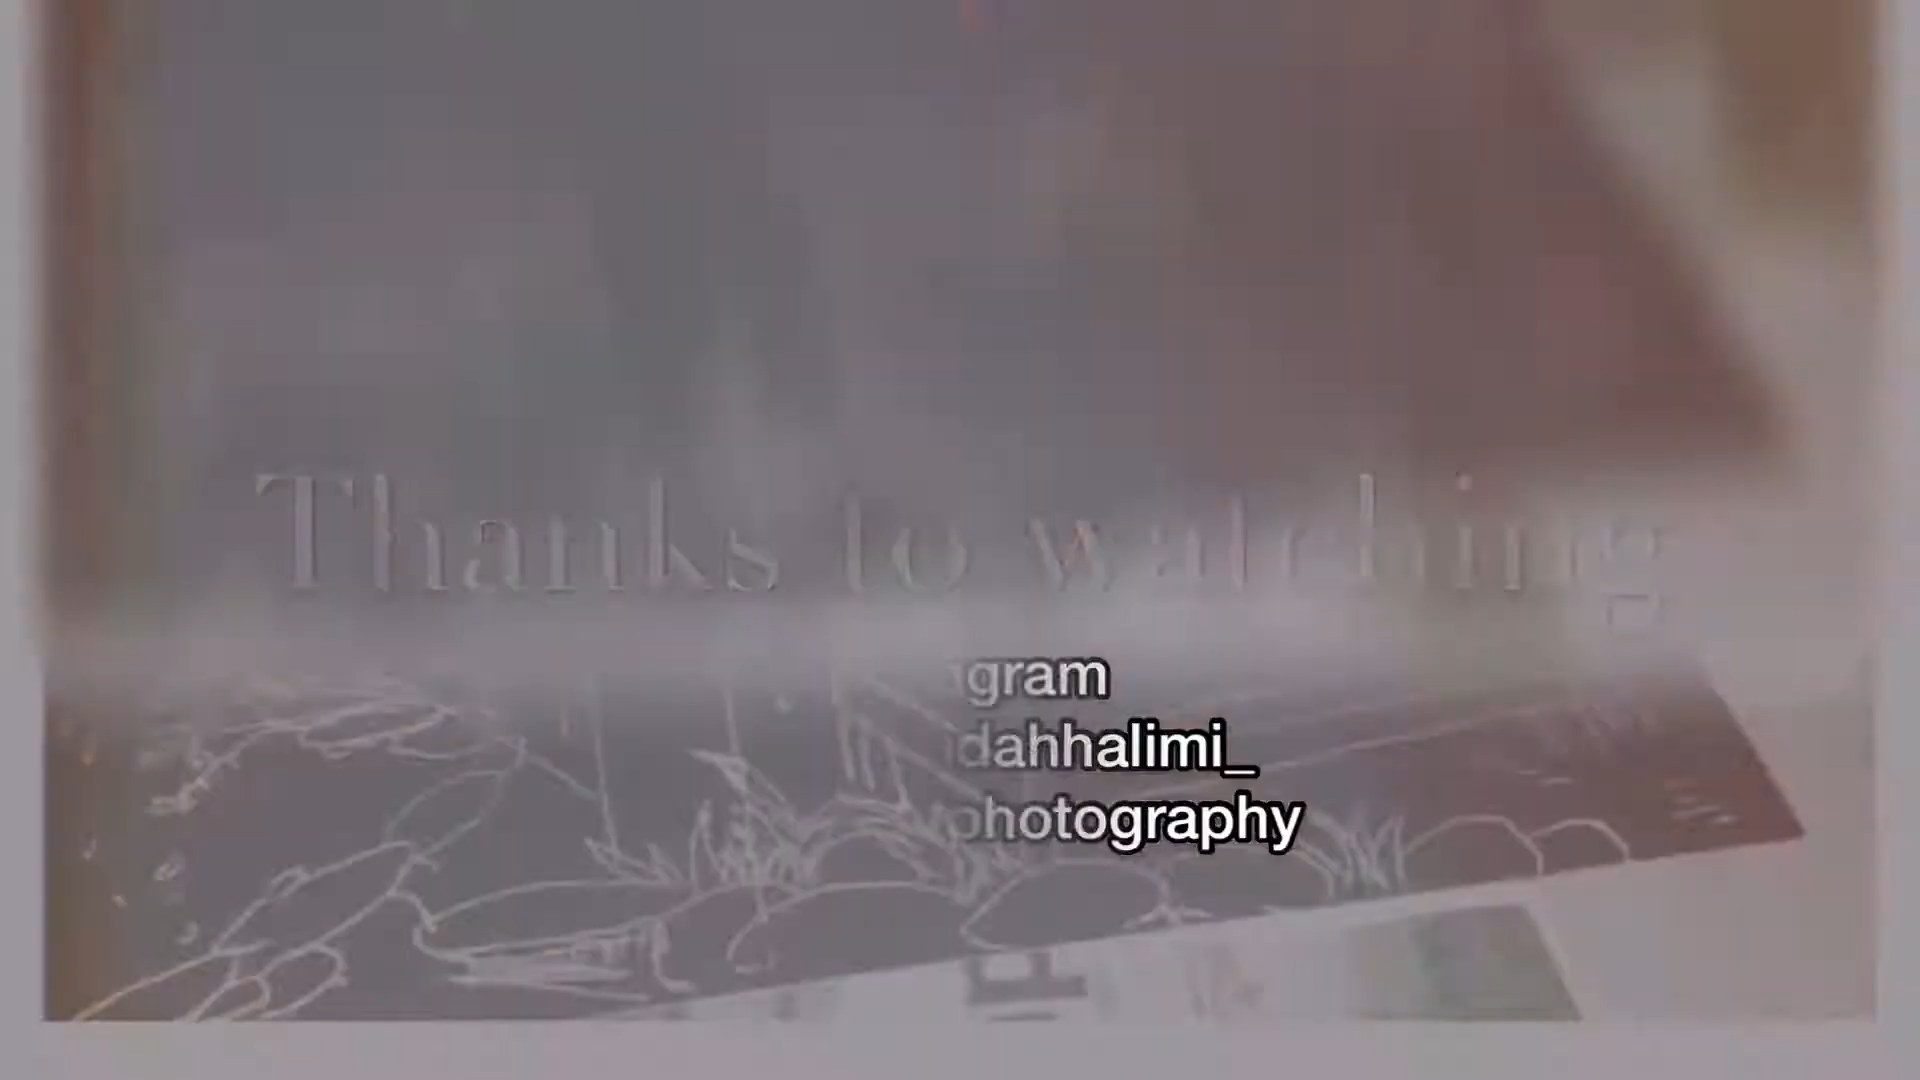 Thanks to watching
gram
dahhalimi_
photography